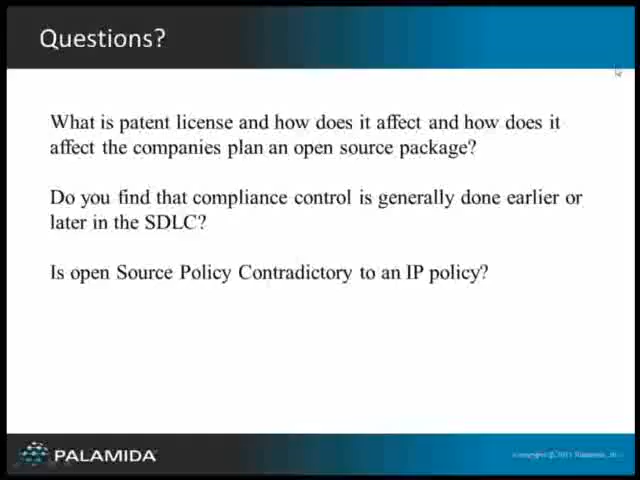 Questions?
What is patent license and how does it affect and how does it
affect the companies plan an open source package?
Do you find that compliance control is generally done earlier or
later in the SDLC?
Is open Source Policy Contradictory to an IP policy?
PALAMIDA